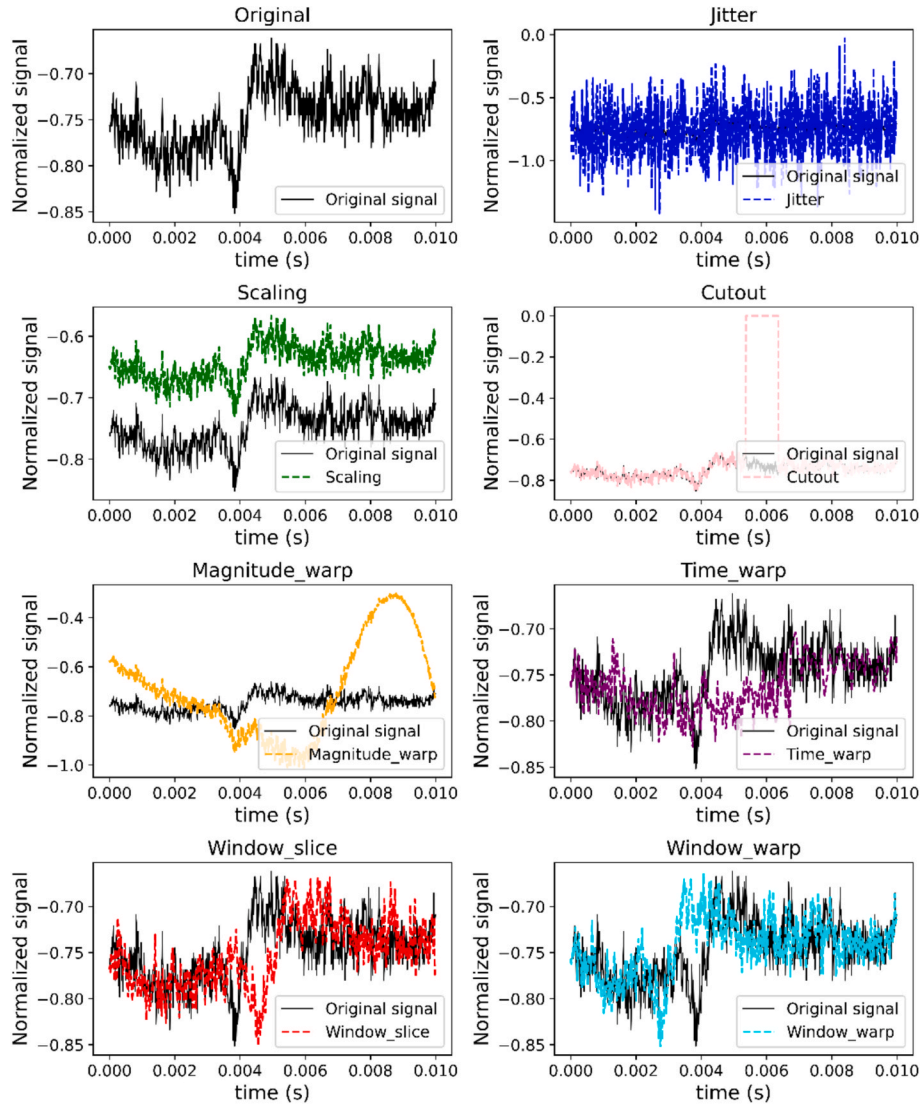 Original
Normalized signal
−0.70
−0.75
−0.80
−0.85
Original signal
0.000 0.002 0.004 0.006 0.008 0.010
time (s)
Jitter
Normalized signal
0.0
−0.5
−1.0
Original signal
Jitter
0.000 0.002 0.004 0.006 0.008 0.010
time (s)
Scaling
Normalized signal
−0.6
−0.7
−0.8
Original signal
Scaling
0.000 0.002 0.004 0.006 0.008 0.010
time (s)
Cutout
Normalized signal
0.0
−0.2
−0.4
−0.6
−0.8
Original signal
Cutout
0.000 0.002 0.004 0.006 0.008 0.010
time (s)
Magnitude_warp
Normalized signal
−0.4
−0.6
−0.8
−1.0
Original signal
Magnitude_warp
0.000 0.002 0.004 0.006 0.008 0.010
time (s)
Time_warp
Normalized signal
−0.70
−0.75
−0.80
−0.85
Original signal
Time_warp
0.000 0.002 0.004 0.006 0.008 0.010
time (s)
Window_slice
Normalized signal
−0.70
−0.75
−0.80
−0.85
Original signal
Window_slice
0.000 0.002 0.004 0.006 0.008 0.010
time (s)
Window_warp
Normalized signal
−0.70
−0.75
−0.80
−0.85
Original signal
Window_warp
0.000 0.002 0.004 0.006 0.008 0.010
time (s)